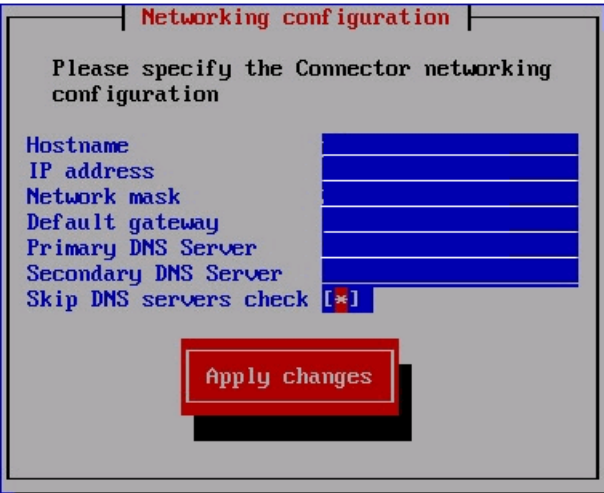 Networking configuration
Please specify the Connector networking
configuration
Hostname
IP address
Network mask
Default gateway
Primary DNS Server
Secondary DNS Server
Skip DNS servers check [*]
Apply changes